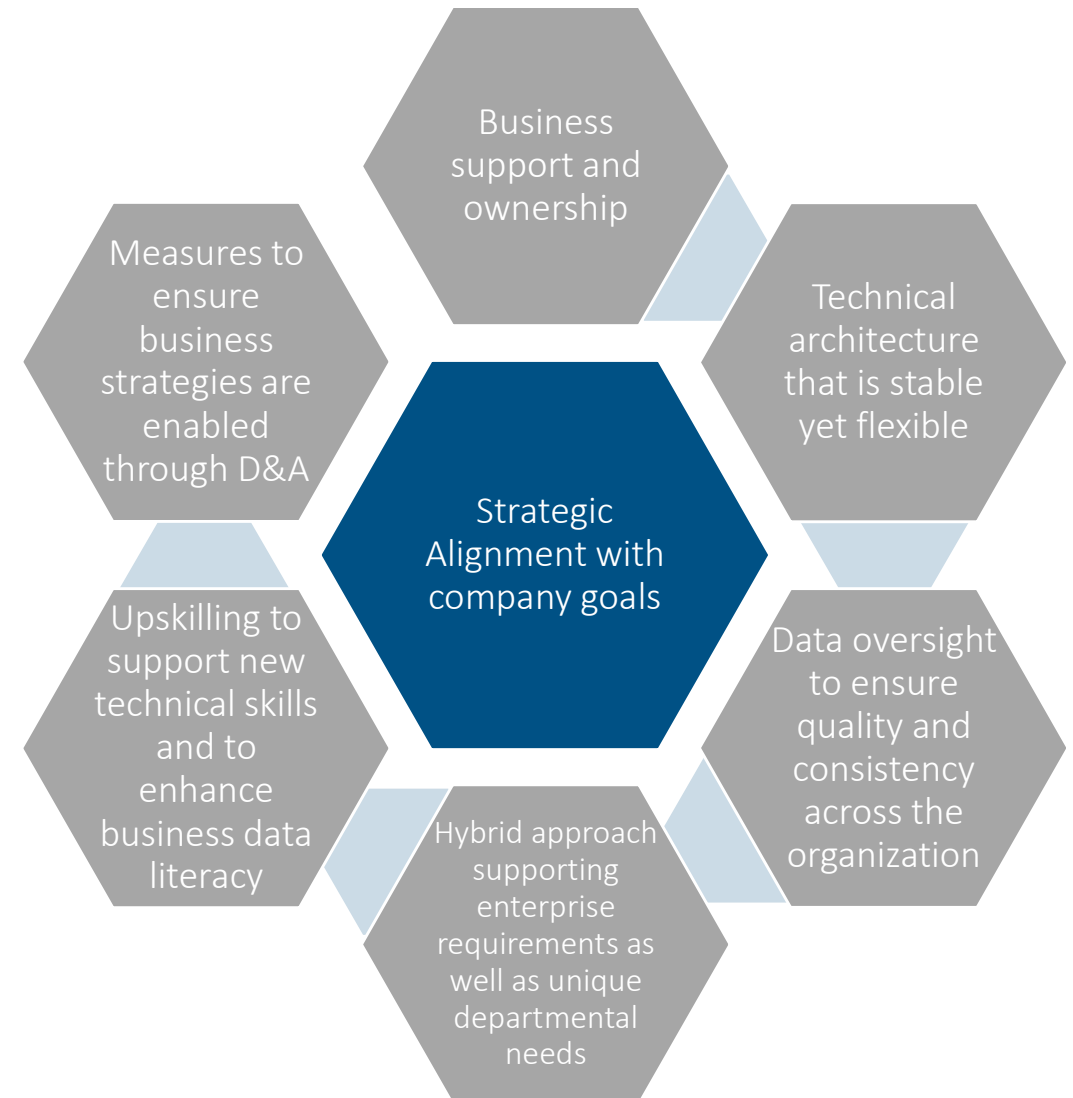 Business
support and
ownership
Technical
architecture
that is stable
yet flexible
Data oversight
to ensure
quality and
consistency
across the
organization
Hybrid approach
supporting
enterprise
requirements as
well as unique
departmental
needs
Upskilling to
support new
technical skills
and to
enhance
business data
literacy
Measures to
ensure
business
strategies are
enabled
through D&A
Strategic
Alignment with
company goals